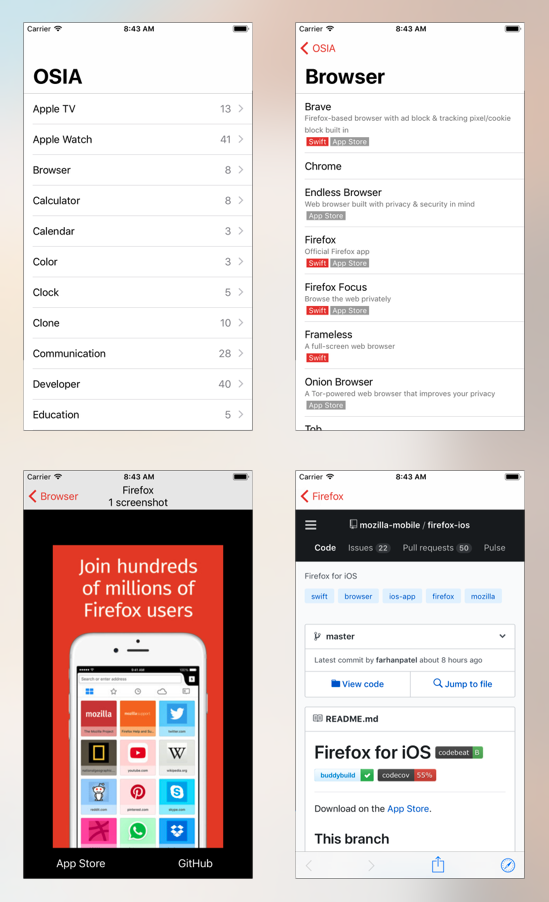 Carrier 8:43 AM
OSIA
Apple TV 13
Apple Watch 41
Browser 8
Calculator 8
Calendar 3
Color 3
Clock 5
Clone 10
Communication 28
Developer 40
Education 5
Carrier 8:43 AM
OSIA
Browser
Brave
Firefox-based browser with ad block & tracking pixel/cookie
block built in
Swift App Store
Chrome
Endless Browser
Web browser built with privacy & security in mind
App Store
Firefox
Official Firefox app
Swift App Store
Firefox Focus
Browse the web privately
Swift App Store
Frameless
A full-screen web browser
Swift
Onion Browser
A Tor-powered web browser that improves your privacy
App Store
Carrier 8:43 AM
Browser
Firefox
1 screenshot
Join hundreds
of millions of
Firefox users
9:41 AM
Search or enter address
mozilla
The Mozilla Project
twitter.com
youtube.com
W
wikipedia.org
reddit.com
pinterest.com
skype.com
App Store GitHub
Carrier 8:43 AM
Firefox
mozilla-mobile / firefox-ios
Code Issues 22 Pull requests 50 Pulse
Firefox for iOS
swift browser ios-app firefox mozilla
master
Latest commit by farhanpatel about 8 hours ago
View code Jump to file
README.md
Firefox for iOS codebeat B
buddybuild codecov 55%
Download on the App Store.
This branch